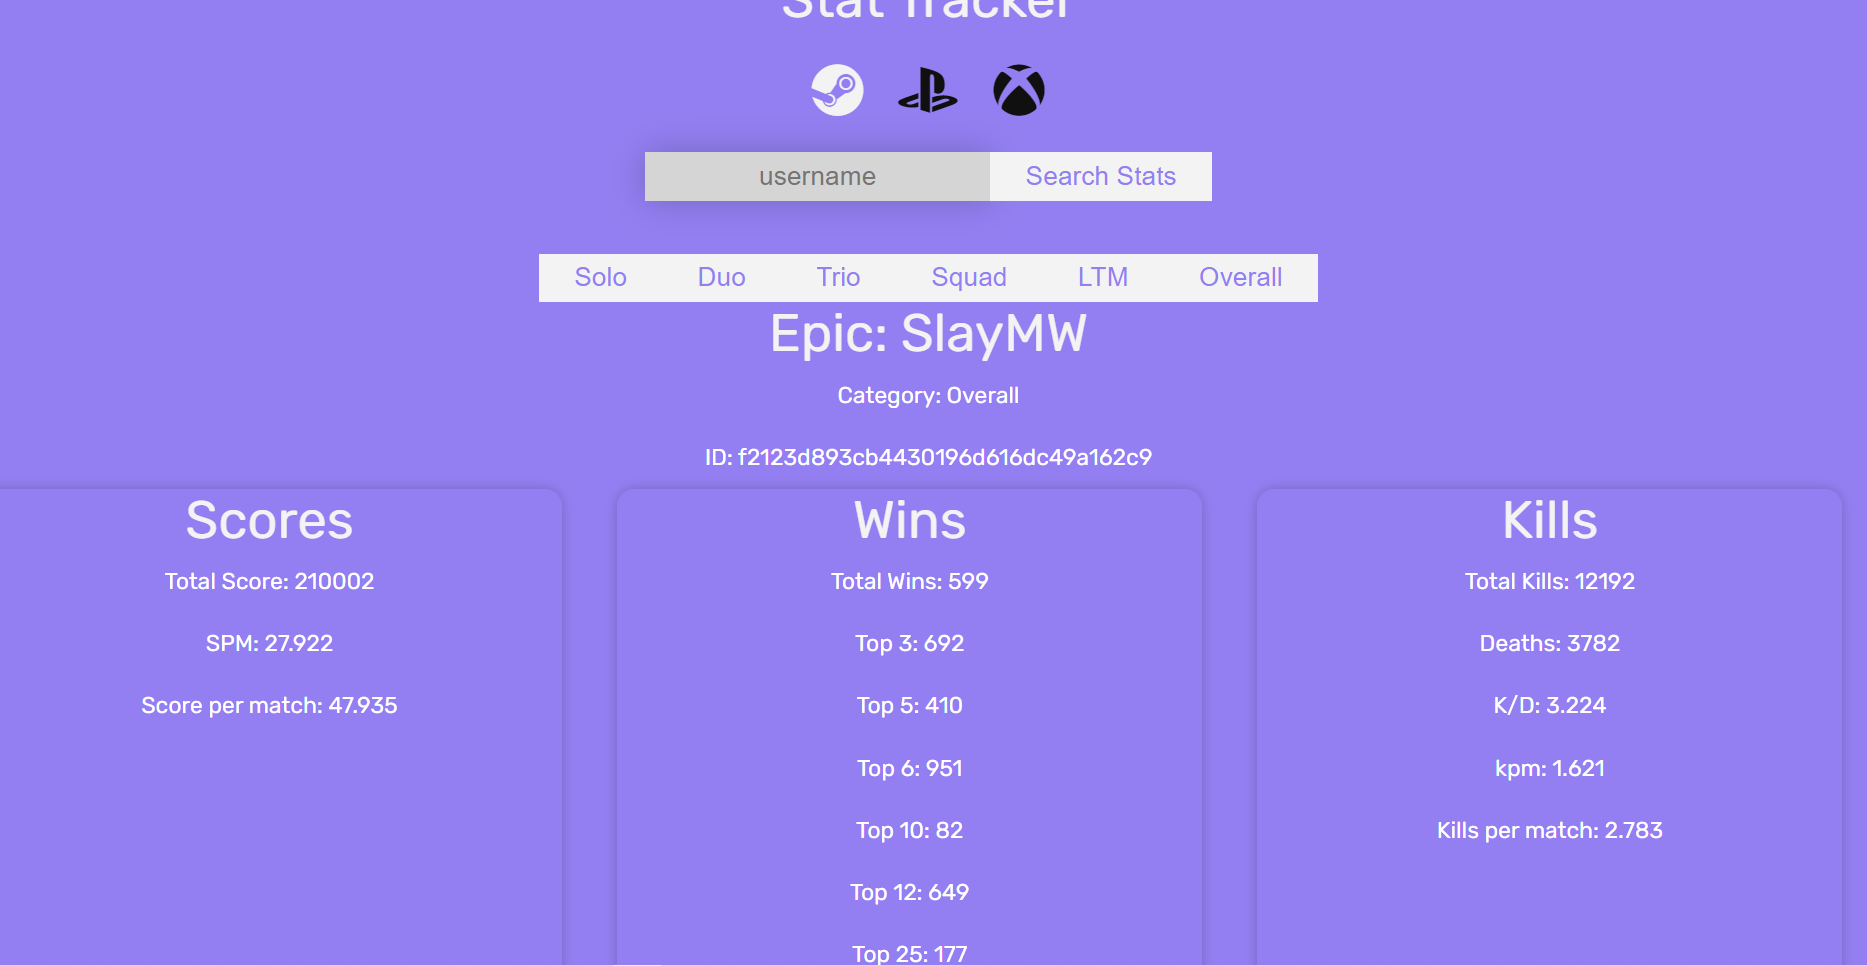 Stat Tracker
username
Search Stats
Solo
Duo
Trio
Squad
LTM
Overall
Epic: SlayMW
Category: Overall
ID: f2123d893cb4430196d616dc49a162c9
Scores
Total Score: 210002
SPM: 27.922
Score per match: 47.935
Wins
Total Wins: 599
Top 3: 692
Top 5: 410
Top 6: 951
Top 10: 82
Top 12: 649
Top 25: 177
Kills
Total Kills: 12192
Deaths: 3782
K/D: 3.224
kpm: 1.621
Kills per match: 2.783